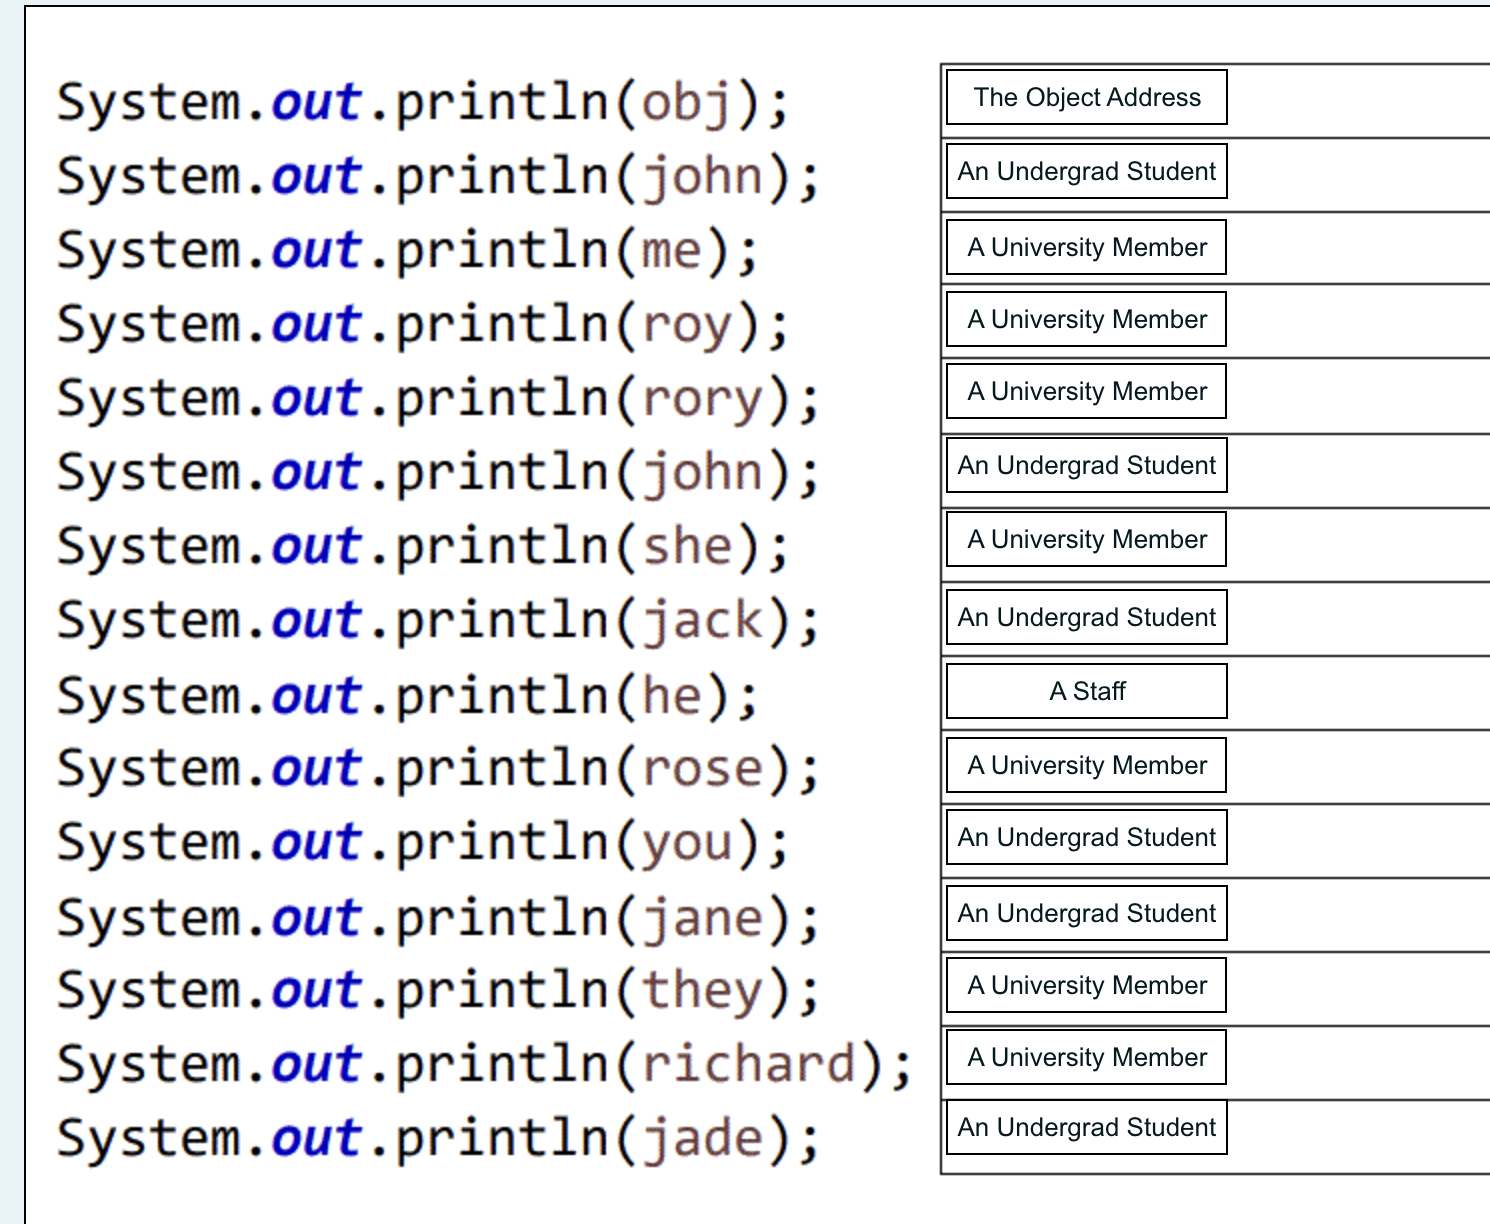 System.out.println(obj); The Object Address
System.out.println(john); An Undergrad Student
System.out.println(me); A University Member
System.out.println(roy); A University Member
System.out.println(rory); A University Member
System.out.println(john); An Undergrad Student
System.out.println(she); A University Member
System.out.println(jack); An Undergrad Student
System.out.println(he); A Staff
System.out.println(rose); A University Member
System.out.println(you); An Undergrad Student
System.out.println(jane); An Undergrad Student
System.out.println(they); A University Member
System.out.println(richard); A University Member
System.out.println(jade); An Undergrad Student